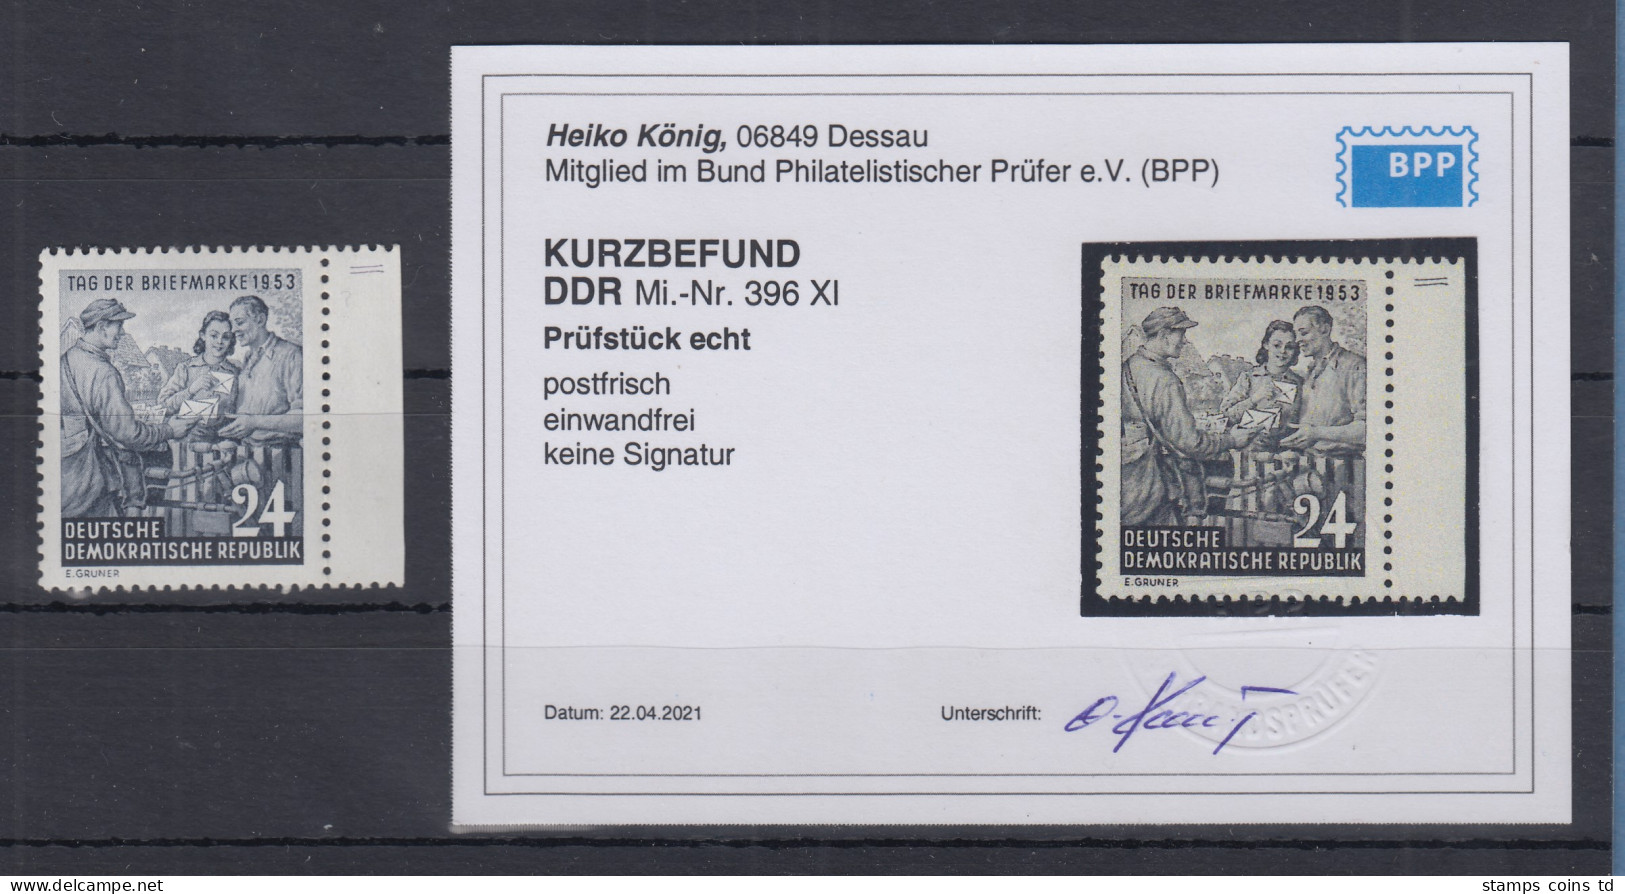 TAG DER BRIEFMARKE 1953
24
DEUTSCHE
DEMOKRATISCHE REPUBLIK
E. GRUNER
Heiko König, 06849 Dessau
Mitglied im Bund Philatelistischer Prüfer e.V. (BPP)
BPP
KURZBEFUND
DDR Mi.-Nr. 396 XI
Prüfstück echt
postfrisch
einwandfrei
keine Signatur
TAG DER BRIEFMARKE 1953
24
DEUTSCHE
DEMOKRATISCHE REPUBLIK
E. GRUNER
Datum: 22.04.2021
Unterschrift:
www.delcampe.net
stamps coins td